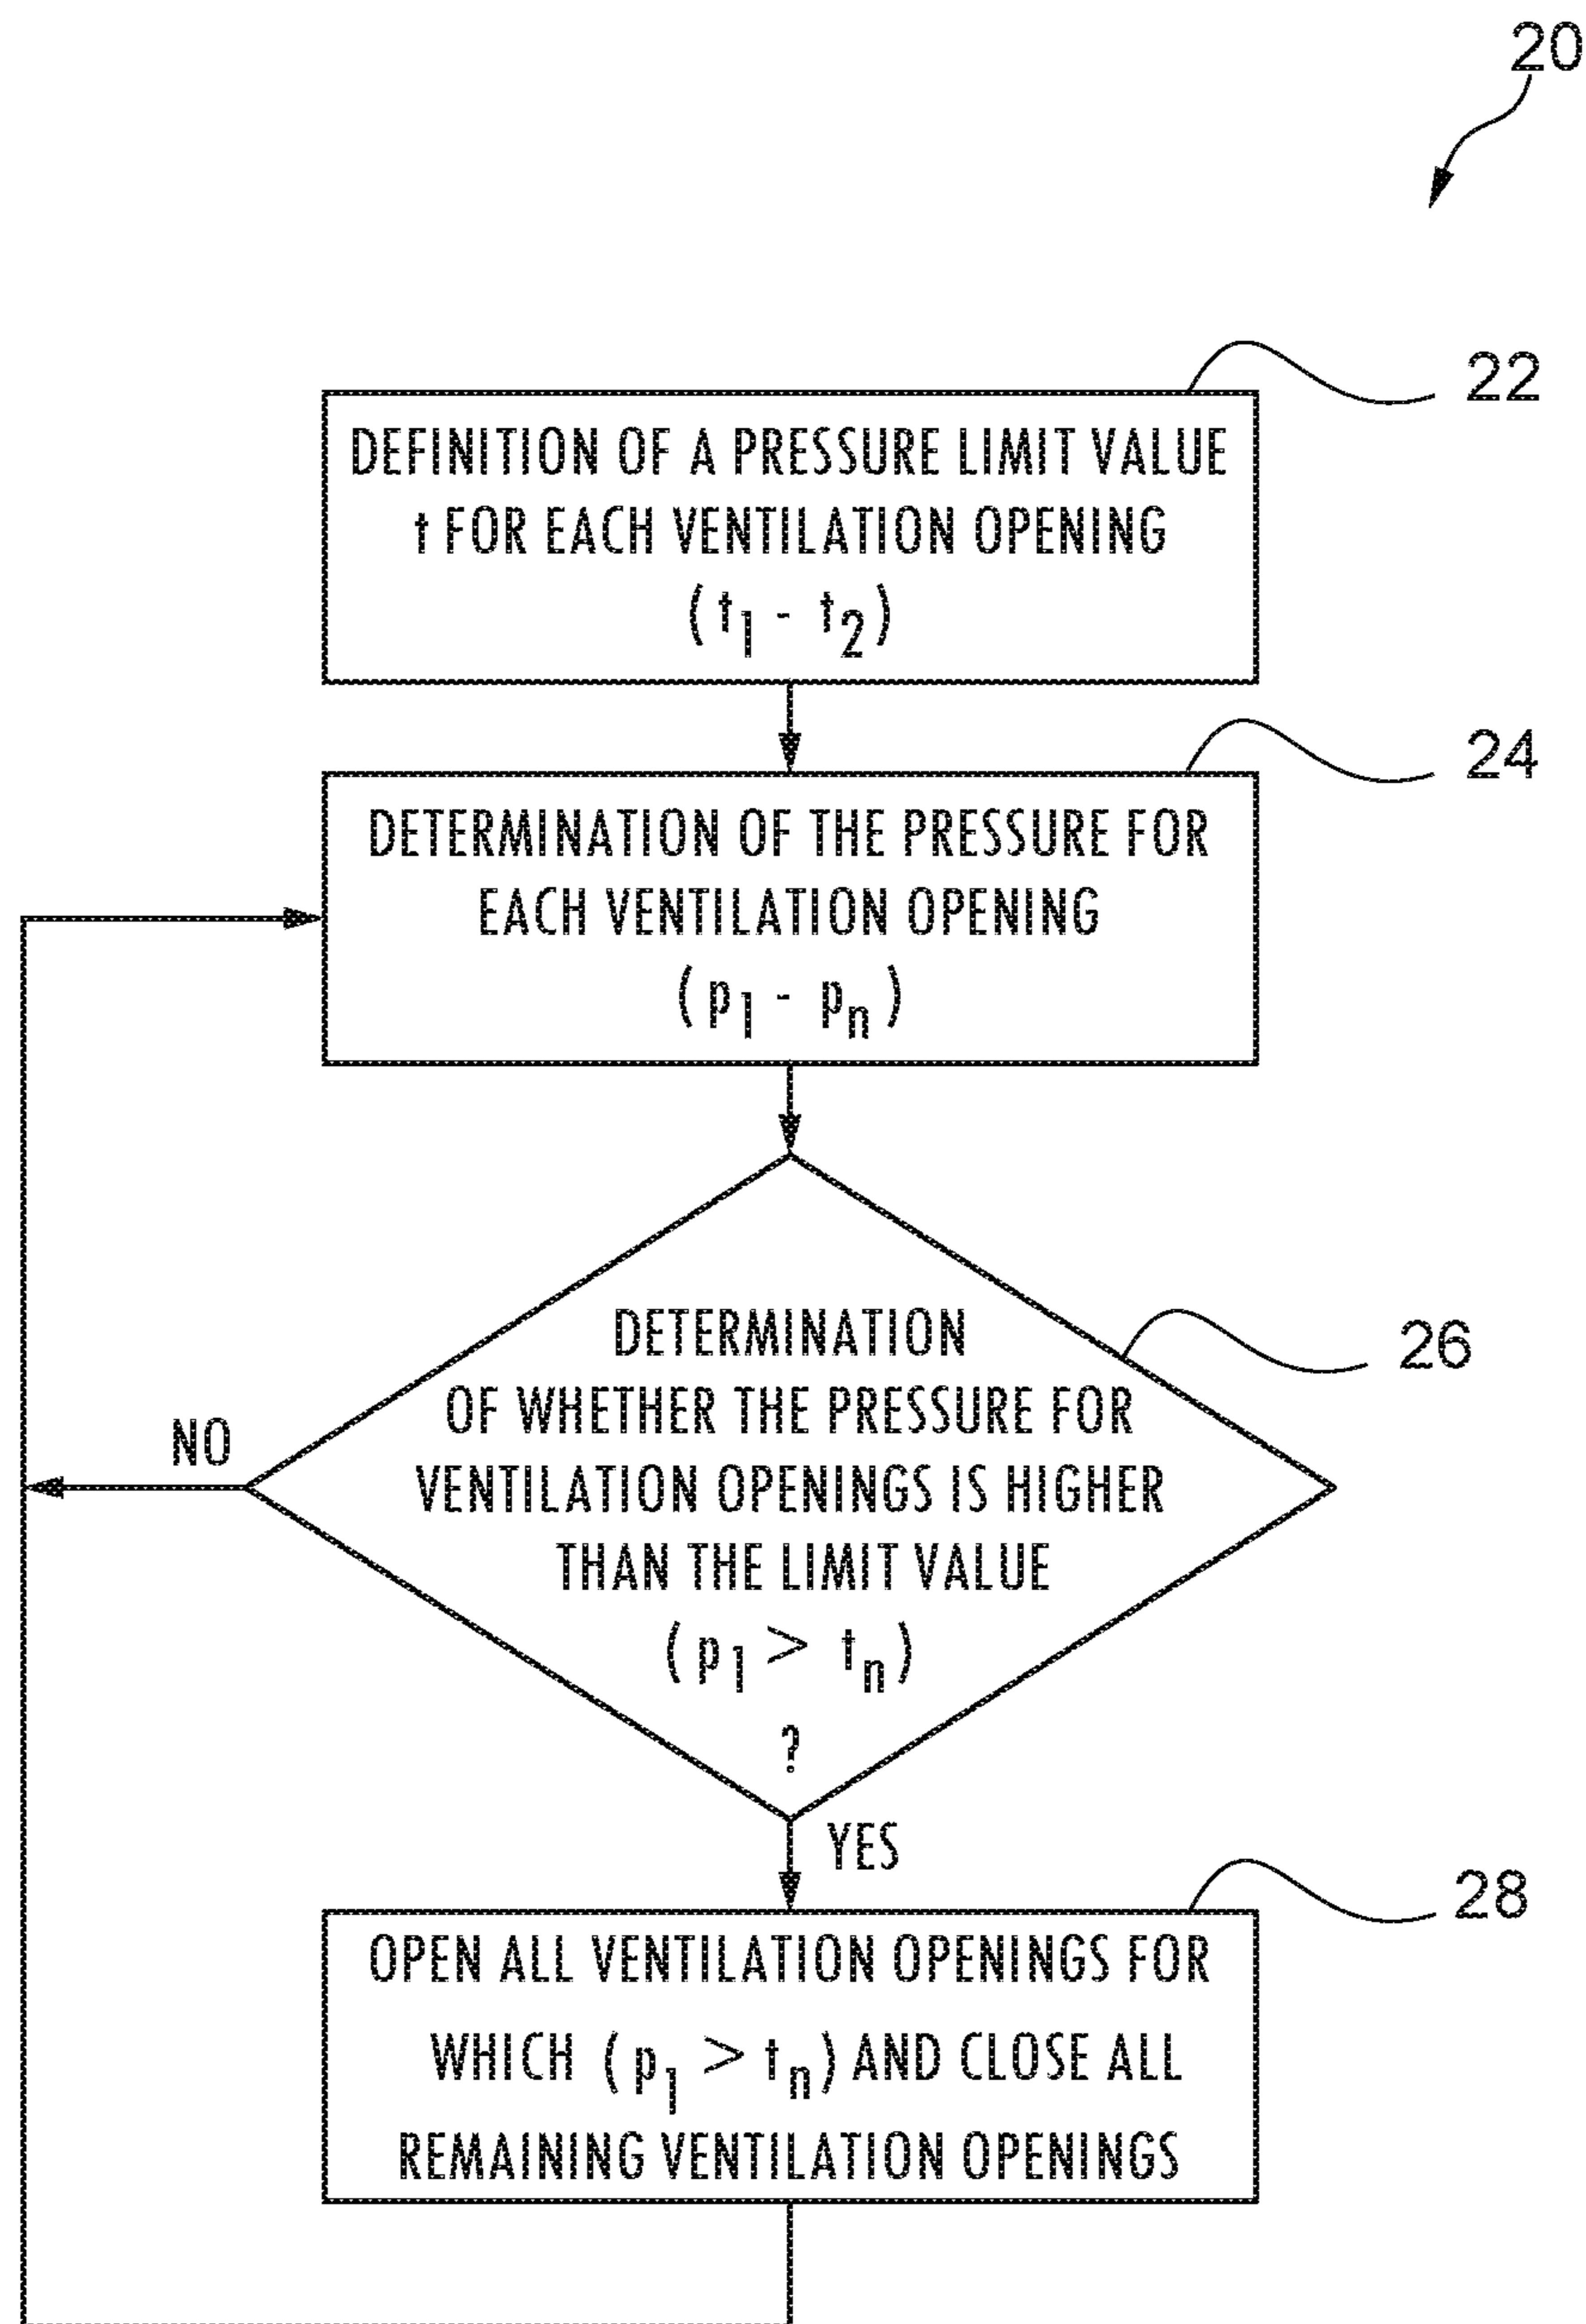 20
22
DEFINITION OF A PRESSURE LIMIT VALUE
t FOR EACH VENTILATION OPENING
(t₁ - t₂)
24
DETERMINATION OF THE PRESSURE FOR
EACH VENTILATION OPENING
(p₁ - pₙ)
26
DETERMINATION
OF WHETHER THE PRESSURE FOR
VENTILATION OPENINGS IS HIGHER
THAN THE LIMIT VALUE
(p₁ > tₙ)
?
NO
YES
28
OPEN ALL VENTILATION OPENINGS FOR
WHICH (p₁ > tₙ) AND CLOSE ALL
REMAINING VENTILATION OPENINGS